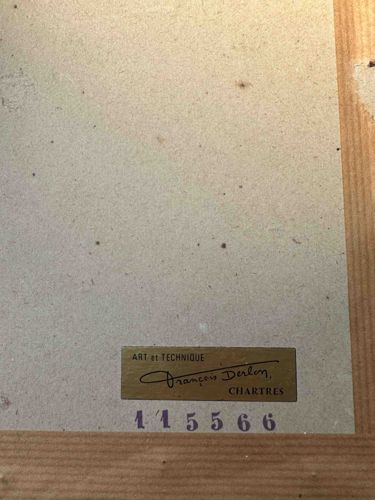 ART et TECHNIQUE
François Derlon,
CHARTRES
115566